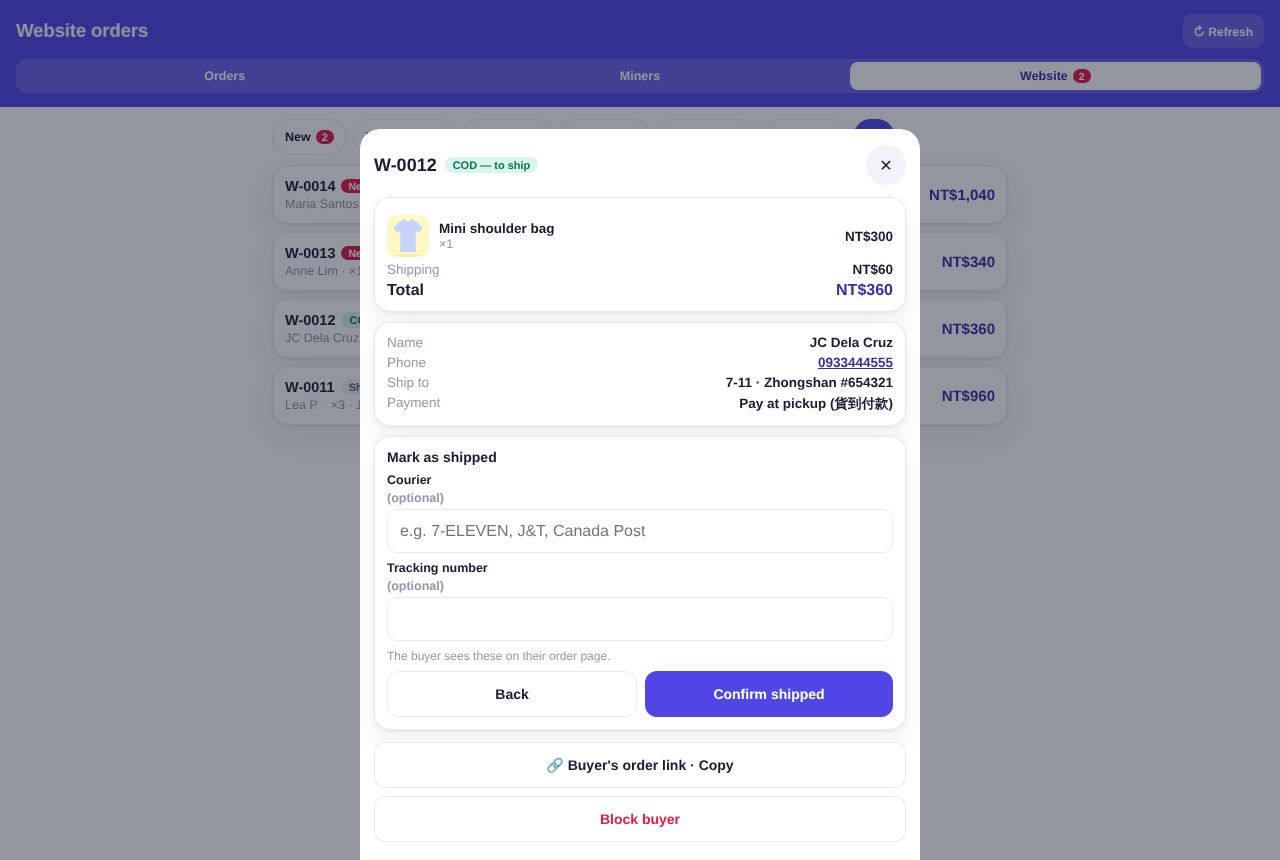 Website orders
↻ Refresh
Orders
Miners
Website 2
New 2
W-0014
Maria Santos
NT$1,040
W-0013
Anne Lim · ×1
NT$340
W-0012
JC Dela Cruz
NT$360
W-0011
Lea P. · ×3 ·
NT$960
W-0012 COD — to ship
✕
Mini shoulder bag
×1
NT$300
Shipping NT$60
Total NT$360
Name JC Dela Cruz
Phone 0933444555
Ship to 7-11 · Zhongshan #654321
Payment Pay at pickup (貨到付款)
Mark as shipped
Courier
(optional)
e.g. 7-ELEVEN, J&T, Canada Post
Tracking number
(optional)
The buyer sees these on their order page.
Back
Confirm shipped
🔗 Buyer's order link · Copy
Block buyer